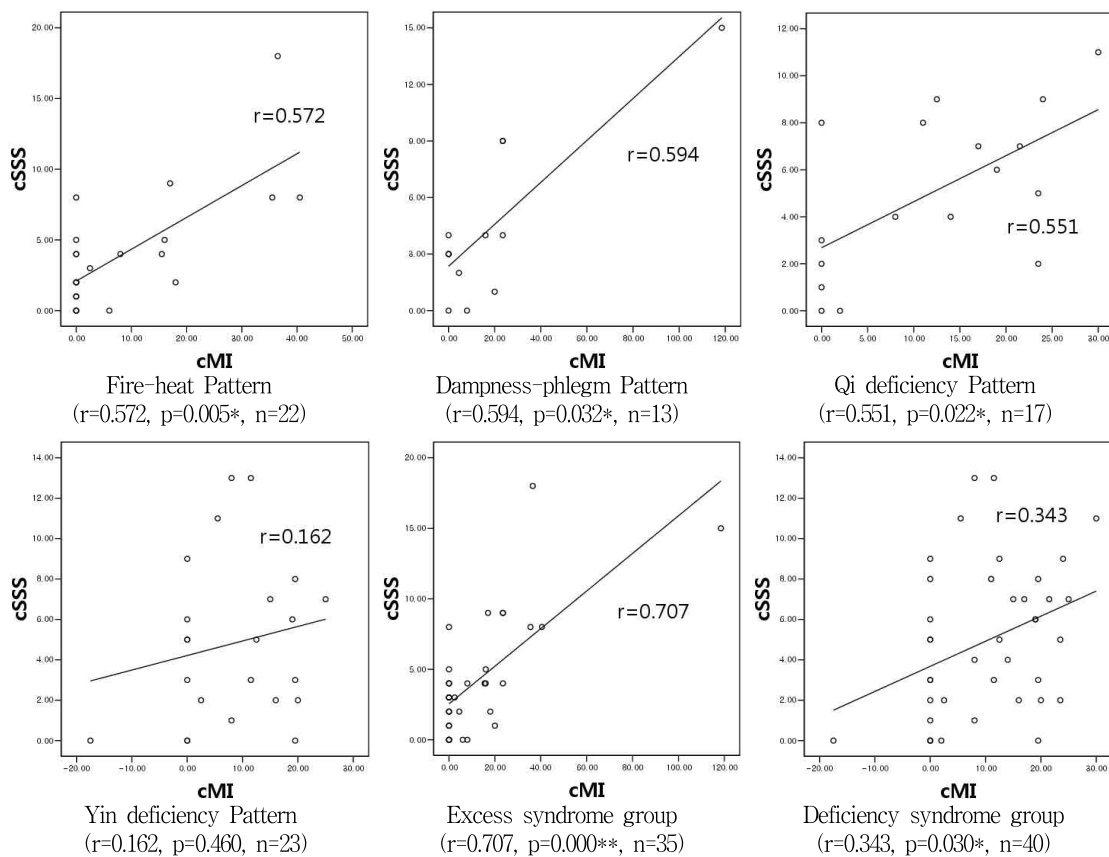 20.00
15.00
10.00
5.00
0.00
cSSS
r=0.572
0.00 10.00 20.00 30.00 40.00 50.00
cMI
Fire-heat Pattern
(r=0.572, p=0.005*, n=22)
15.00
12.00
9.00
6.00
3.00
0.00
cSSS
r=0.594
0.00 20.00 40.00 60.00 80.00 100.00 120.00
cMI
Dampness-phlegm Pattern
(r=0.594, p=0.032*, n=13)
12.00
10.00
8.00
6.00
4.00
2.00
0.00
cSSS
r=0.551
0.00 5.00 10.00 15.00 20.00 25.00 30.00
cMI
Qi deficiency Pattern
(r=0.551, p=0.022*, n=17)
14.00
12.00
10.00
8.00
6.00
4.00
2.00
0.00
cSSS
r=0.162
-20.00 -10.00 0.00 10.00 20.00 30.00
cMI
Yin deficiency Pattern
(r=0.162, p=0.460, n=23)
20.00
15.00
10.00
5.00
0.00
cSSS
r=0.707
0.00 20.00 40.00 60.00 80.00 100.00 120.00
cMI
Excess syndrome group
(r=0.707, p=0.000**, n=35)
14.00
12.00
10.00
8.00
6.00
4.00
2.00
0.00
cSSS
r=0.343
-20.00 -10.00 0.00 10.00 20.00 30.00
cMI
Deficiency syndrome group
(r=0.343, p=0.030*, n=40)